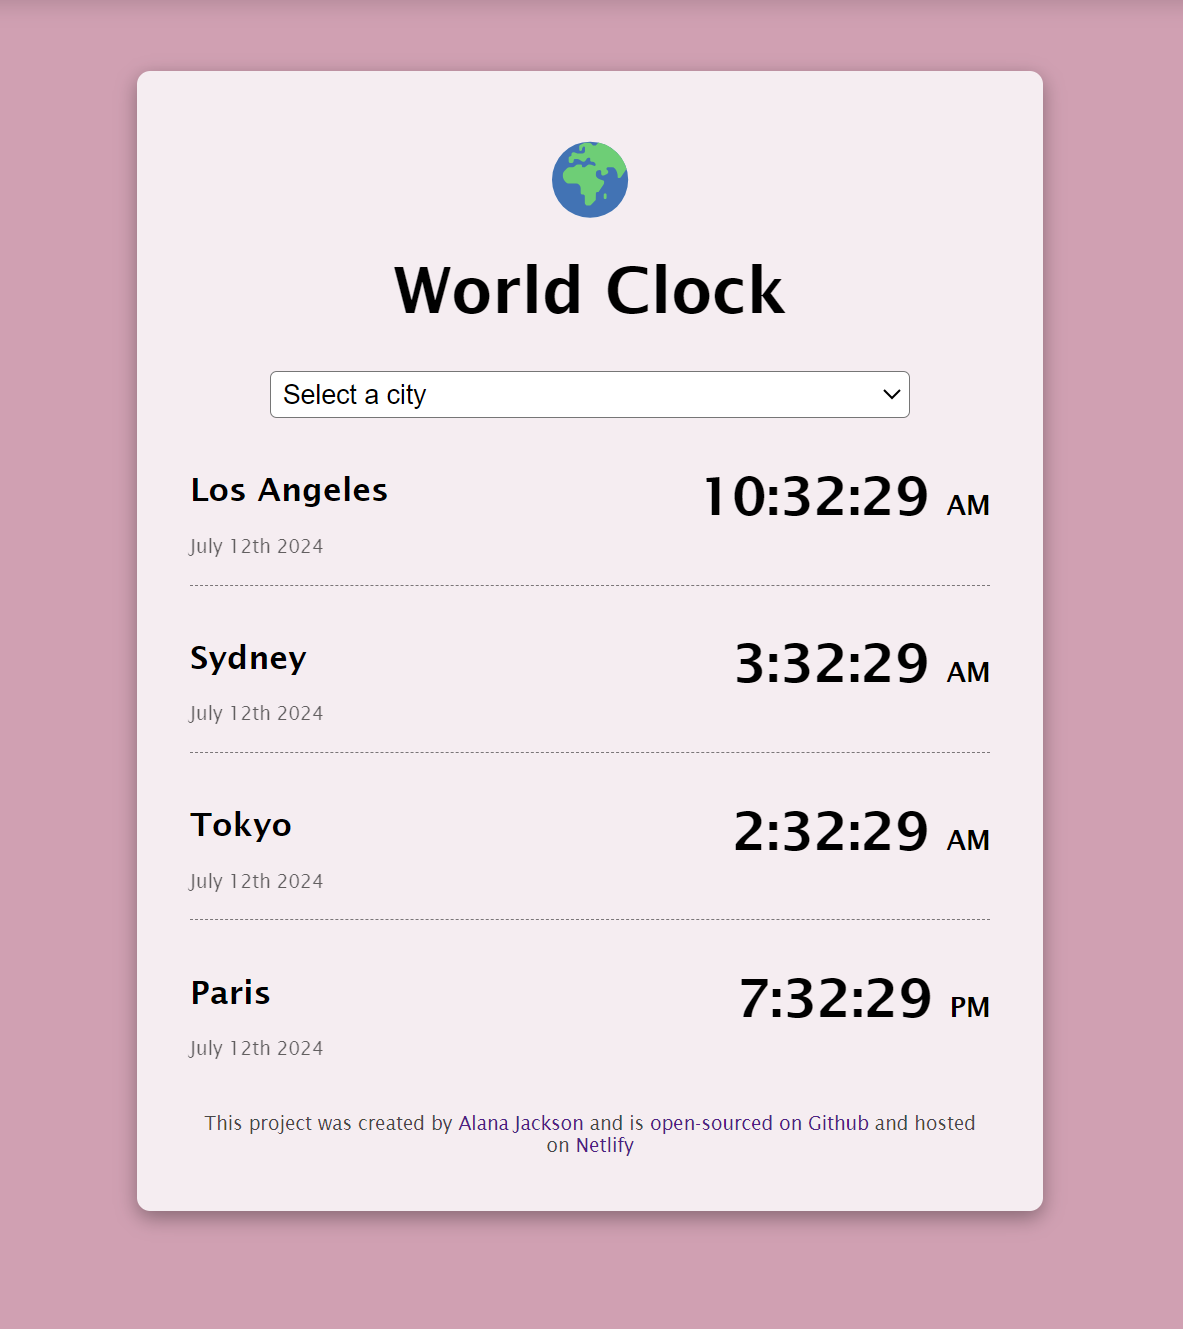 World Clock
Select a city
Los Angeles
10:32:29 AM
July 12th 2024
Sydney
3:32:29 AM
July 12th 2024
Tokyo
2:32:29 AM
July 12th 2024
Paris
7:32:29 PM
July 12th 2024
This project was created by Alana Jackson and is open-sourced on Github and hosted
on Netlify